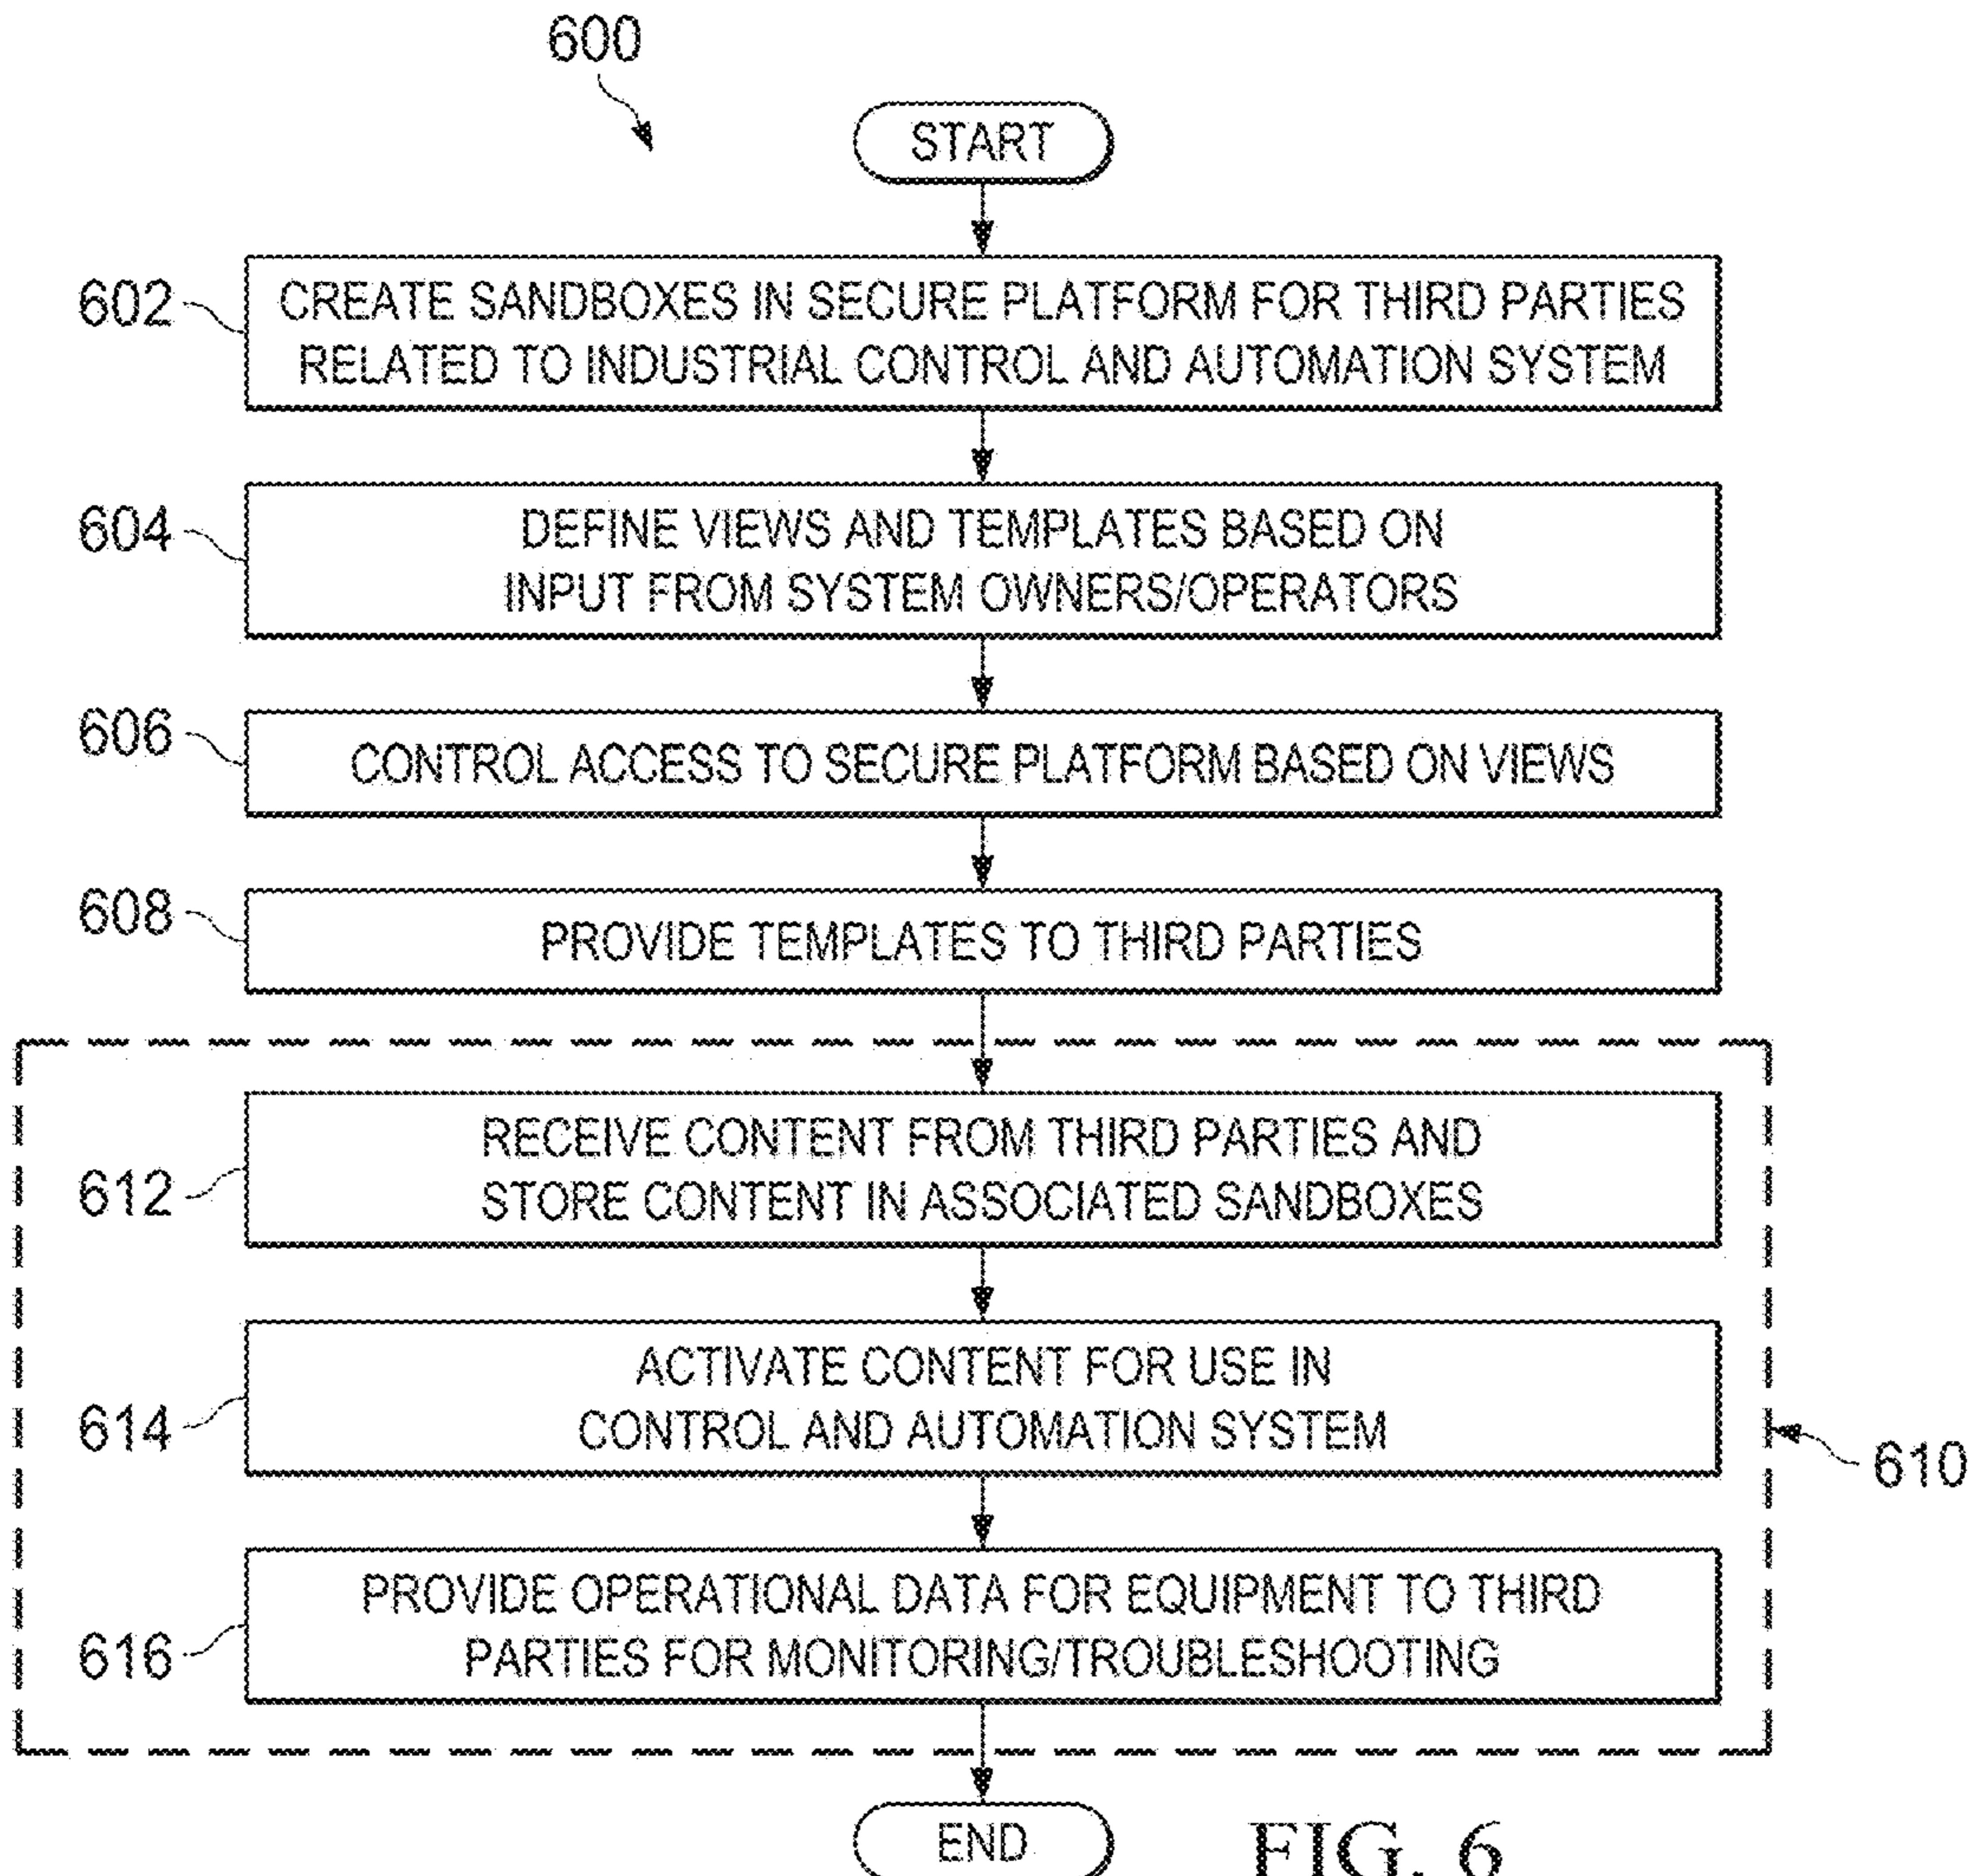 600
START
602
CREATE SANDBOXES IN SECURE PLATFORM FOR THIRD PARTIES
RELATED TO INDUSTRIAL CONTROL AND AUTOMATION SYSTEM
604
DEFINE VIEWS AND TEMPLATES BASED ON
INPUT FROM SYSTEM OWNERS/OPERATORS
606
CONTROL ACCESS TO SECURE PLATFORM BASED ON VIEWS
608
PROVIDE TEMPLATES TO THIRD PARTIES
612
RECEIVE CONTENT FROM THIRD PARTIES AND
STORE CONTENT IN ASSOCIATED SANDBOXES
614
ACTIVATE CONTENT FOR USE IN
CONTROL AND AUTOMATION SYSTEM
610
616
PROVIDE OPERATIONAL DATA FOR EQUIPMENT TO THIRD
PARTIES FOR MONITORING/TROUBLESHOOTING
END
FIG. 6